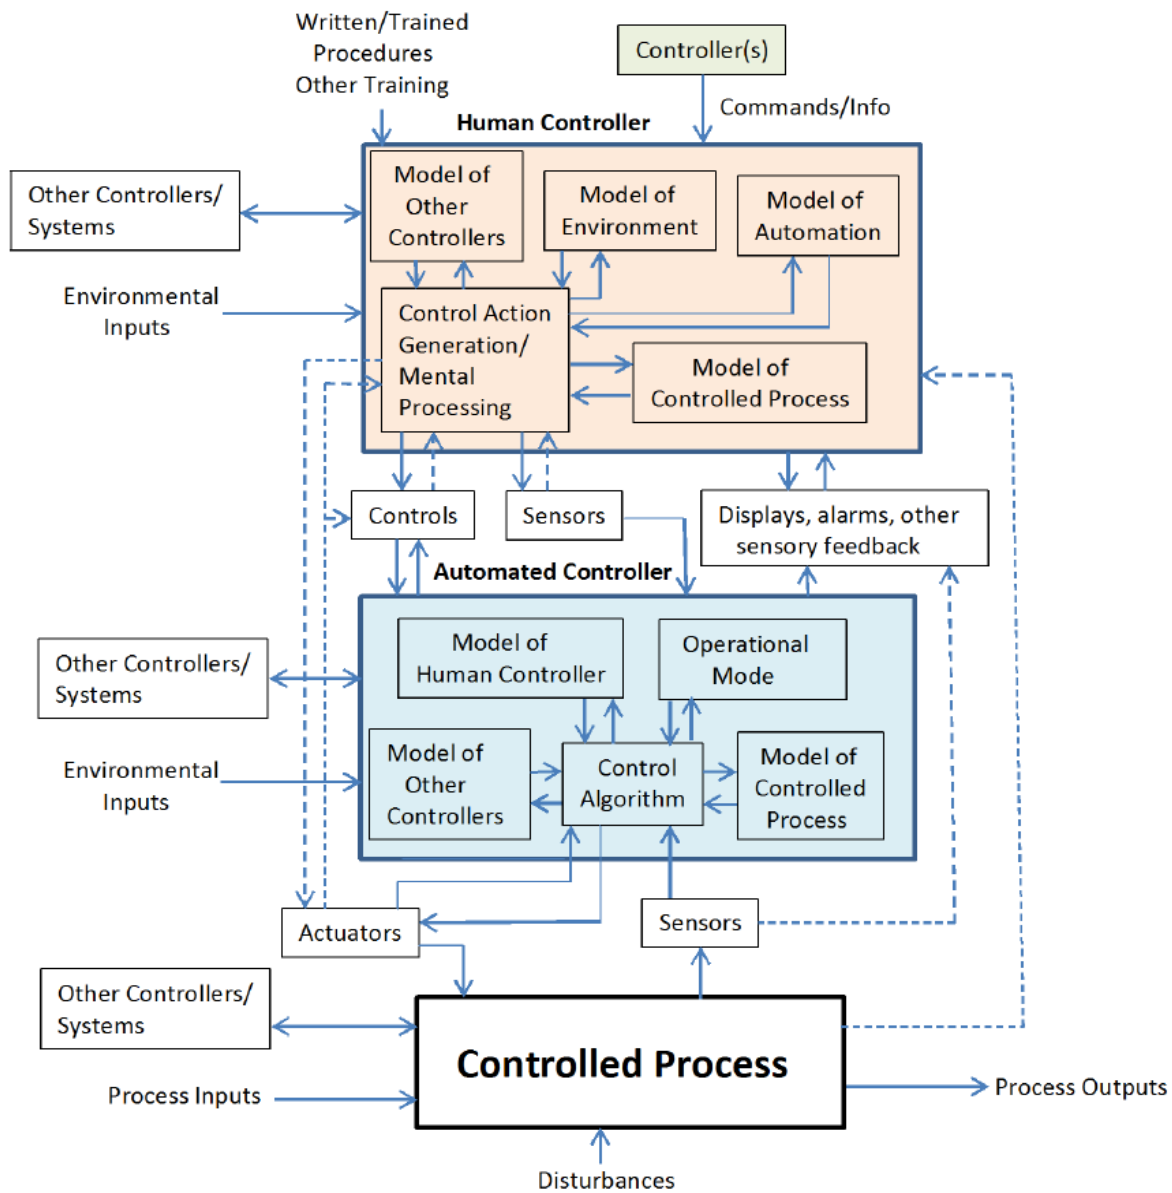 Written/Trained
Procedures
Other Training
Controller(s)
Commands/Info
Human Controller
Other Controllers/
Systems
Model of
Other
Controllers
Model of
Environment
Model of
Automation
Environmental
Inputs
Control Action
Generation/
Mental
Processing
Model of
Controlled Process
Controls
Sensors
Displays, alarms, other
sensory feedback
Automated Controller
Other Controllers/
Systems
Model of
Human Controller
Operational
Mode
Environmental
Inputs
Model of
Other
Controllers
Control
Algorithm
Model of
Controlled
Process
Actuators
Sensors
Other Controllers/
Systems
Controlled Process
Process Inputs
Process Outputs
Disturbances